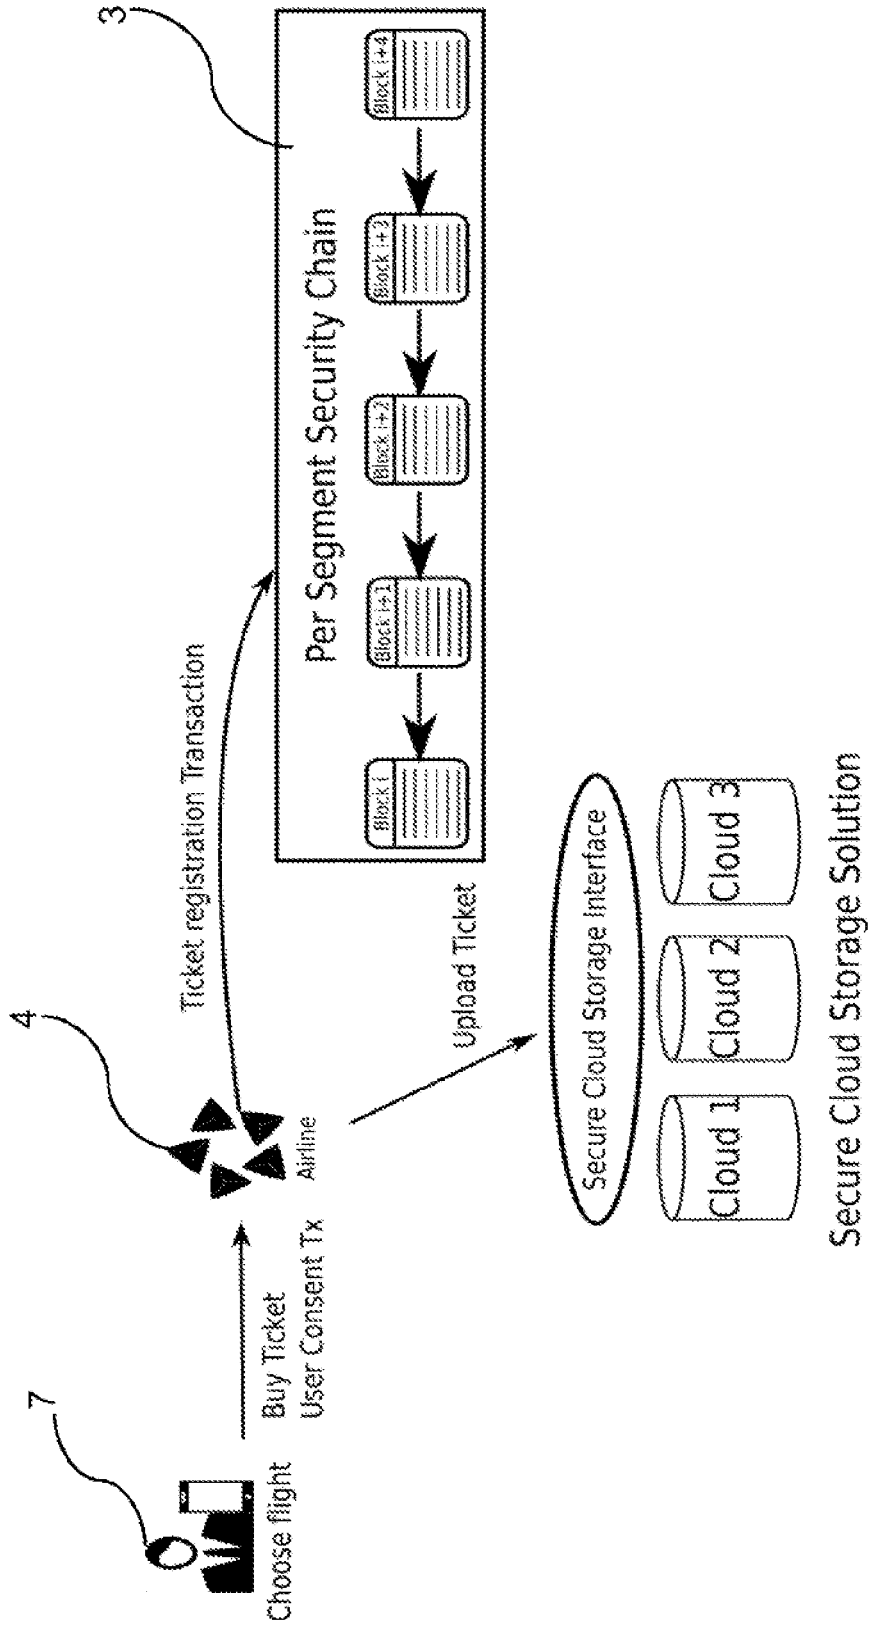 7
Choose flight
Buy Ticket
User Consent Tx
4
Airline
Ticket registration Transaction
3
Per Segment Security Chain
Block i
Block i+1
Block i+2
Block i+3
Block i+4
Upload Ticket
Secure Cloud Storage Interface
Cloud 1
Cloud 2
Cloud 3
Secure Cloud Storage Solution